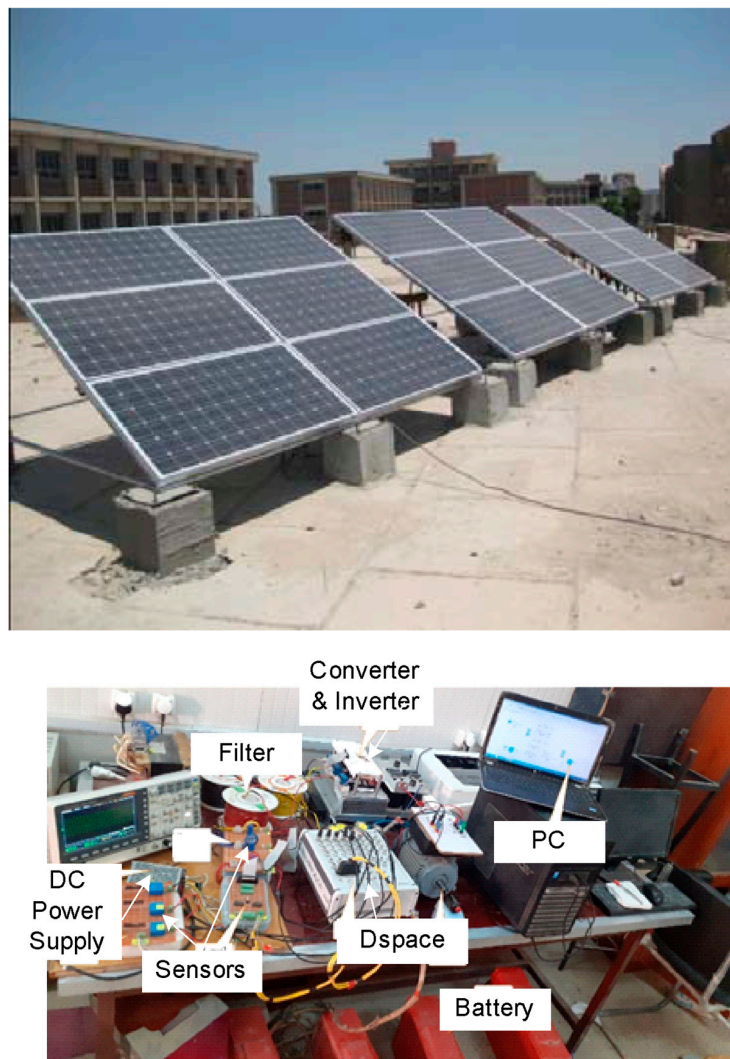 Converter
& Inverter
Filter
PC
DC
Power
Supply
Dspace
Sensors
Battery